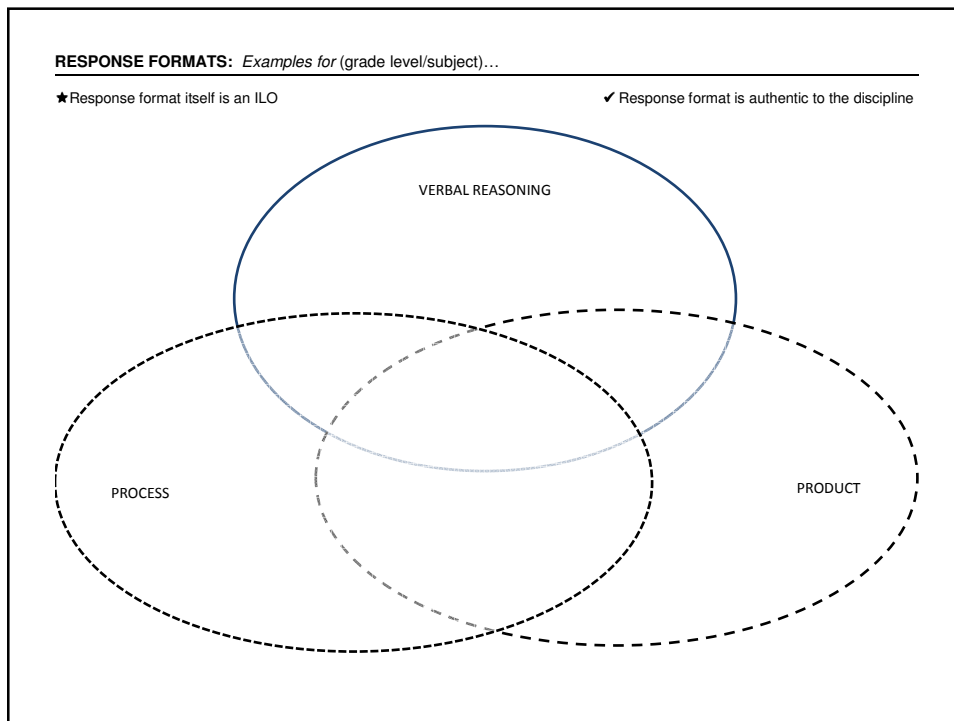 RESPONSE FORMATS: Examples for (grade level/subject)…
★Response format itself is an ILO
✔ Response format is authentic to the discipline
VERBAL REASONING
PROCESS
PRODUCT